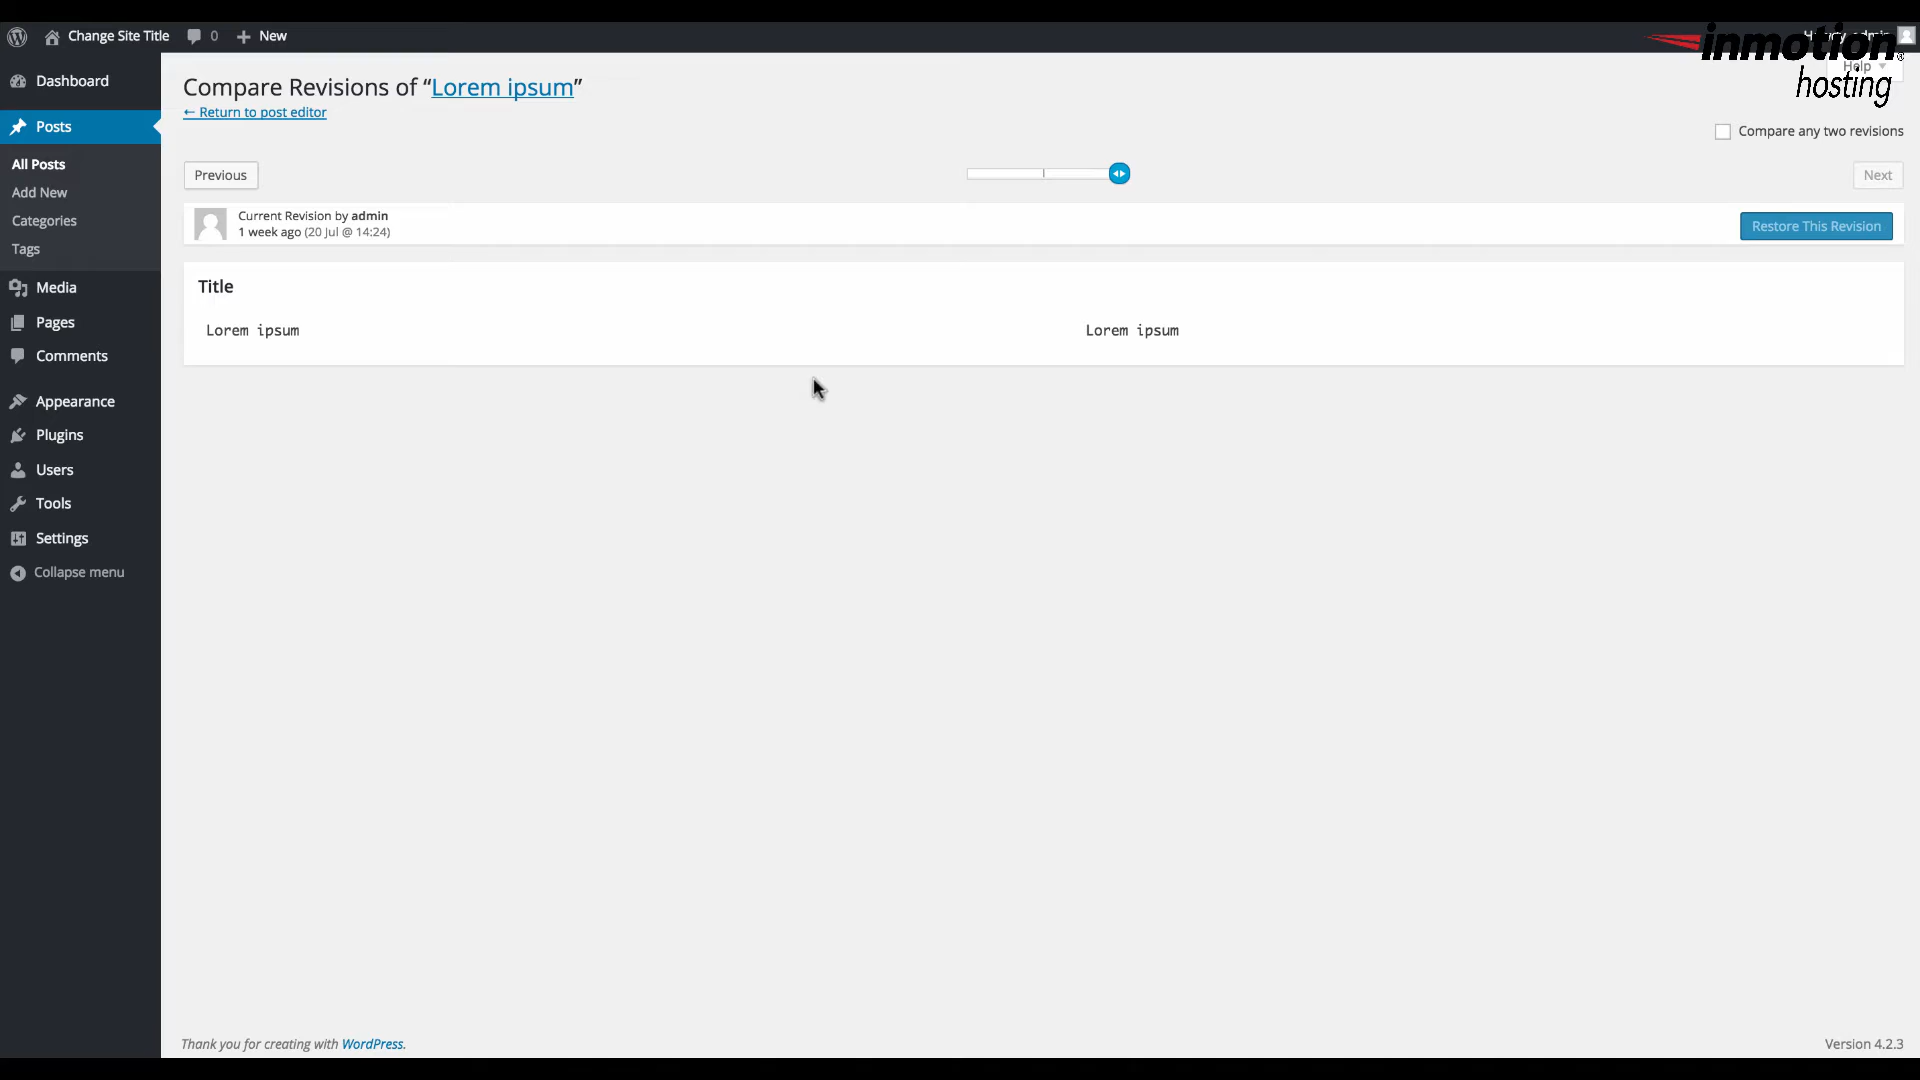 Change Site Title 0 New
inmotion
hosting
Help
Dashboard
Posts
All Posts
Add New
Categories
Tags
Media
Pages
Comments
Appearance
Plugins
Users
Tools
Settings
Collapse menu
Compare Revisions of “Lorem ipsum”
← Return to post editor
Compare any two revisions
Previous
Next
Current Revision by admin
1 week ago (20 Jul @ 14:24)
Restore This Revision
Title
Lorem ipsum Lorem ipsum
Thank you for creating with WordPress.
Version 4.2.3